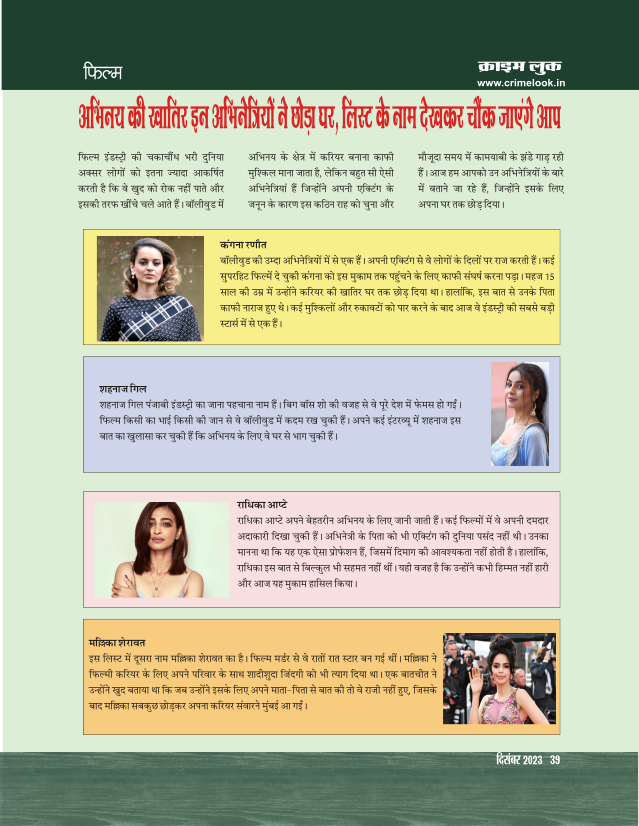 फिल्म
क्राइम लुक
www.crimelook.in
अभिनय की खातिर इन अभिनेत्रियों ने छोड़ा घर, लिस्ट के नाम देखकर चौंक जाएंगे आप
फिल्म इंडस्ट्री की चकाचौंध भरी दुनिया
अक्सर लोगों को इतना ज्यादा आकर्षित
करती है कि वे खुद को रोक नहीं पाते और
इसकी तरफ खींचे चले आते हैं। बॉलीवुड में
अभिनय के क्षेत्र में करियर बनाना काफी
मुश्किल माना जाता है, लेकिन बहुत सी ऐसी
अभिनेत्रियां हैं जिन्होंने अपनी एक्टिंग के
जनून के कारण इस कठिन राह को चुना और
मौजूदा समय में कामयाबी के झंडे गाड़ रही
हैं। आज हम आपको उन अभिनेत्रियों के बारे
में बताने जा रहे हैं, जिन्होंने इसके लिए
अपना घर तक छोड़ दिया।
कंगना रणौत
बॉलीवुड की उम्दा अभिनेत्रियों में से एक हैं। अपनी एक्टिंग से वे लोगों के दिलों पर राज करती हैं। कई
सुपरहिट फिल्में दे चुकी कंगना को इस मुकाम तक पहुंचने के लिए काफी संघर्ष करना पड़ा। महज 15
साल की उम्र में उन्होंने करियर की खातिर घर तक छोड़ दिया था। हालांकि, इस बात से उनके पिता
काफी नाराज हुए थे। कई मुश्किलों और रुकावटों को पार करने के बाद आज वे इंडस्ट्री की सबसे बड़ी
स्टार्स में से एक हैं।
शहनाज गिल
शहनाज गिल पंजाबी इंडस्ट्री का जाना पहचाना नाम हैं। बिग बॉस शो की वजह से वे पूरे देश में फेमस हो गईं।
फिल्म किसी का भाई किसी की जान से वे बॉलीवुड में कदम रख चुकी हैं। अपने कई इंटरव्यू में शहनाज इस
बात का खुलासा कर चुकी हैं कि अभिनय के लिए वे घर से भाग चुकी हैं।
राधिका आप्टे
राधिका आप्टे अपने बेहतरीन अभिनय के लिए जानी जाती हैं। कई फिल्मों में वे अपनी दमदार
अदाकारी दिखा चुकी हैं। अभिनेत्री के पिता को भी एक्टिंग की दुनिया पसंद नहीं थी। उनका
मानना था कि यह एक ऐसा प्रोफेशन हैं, जिसमें दिमाग की आवश्यकता नहीं होती है। हालांकि,
राधिका इस बात से बिल्कुल भी सहमत नहीं थीं। यही वजह है कि उन्होंने कभी हिम्मत नहीं हारी
और आज यह मुकाम हासिल किया।
मल्लिका शेरावत
इस लिस्ट में दूसरा नाम मल्लिका शेरावत का है। फिल्म मर्डर से वे रातों रात स्टार बन गई थीं। मल्लिका ने
फिल्मी करियर के लिए अपने परिवार के साथ शादीशुदा जिंदगी को भी त्याग दिया था। एक बातचीत ने
उन्होंने खुद बताया था कि जब उन्होंने इसके लिए अपने माता-पिता से बात की तो वे राजी नहीं हुए, जिसके
बाद मल्लिका सबकुछ छोड़कर अपना करियर संवारने मुंबई आ गईं।
दिसंबर 2023 39